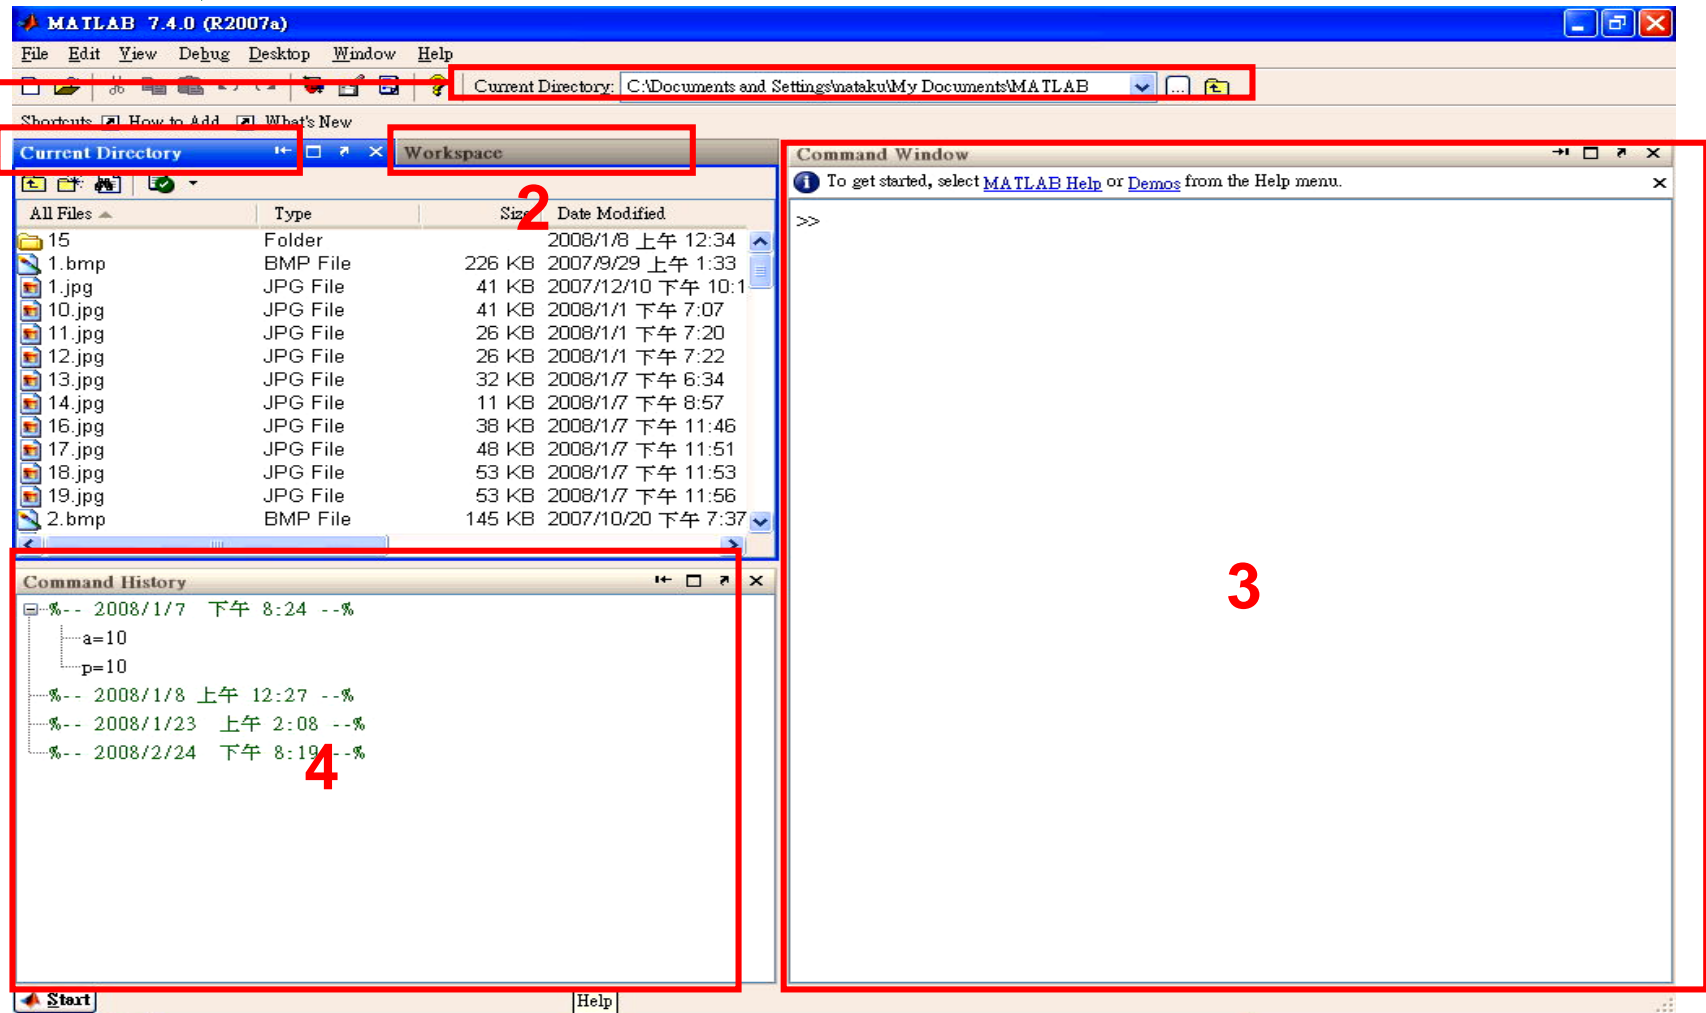 MATLAB 7.4.0 (R2007a)
File Edit View Debug Desktop Window Help
Current Directory: C:\Documents and Settings\nataku\My Documents\MATLAB
Shortcuts How to Add What's New
Current Directory
Workspace
2
All Files Type Size Date Modified
15 Folder 2008/1/8 上午 12:34
1.bmp BMP File 226 KB 2007/9/29 上午 1:33
1.jpg JPG File 41 KB 2007/12/10 下午 10:1
10.jpg JPG File 41 KB 2008/1/1 下午 7:07
11.jpg JPG File 26 KB 2008/1/1 下午 7:20
12.jpg JPG File 26 KB 2008/1/1 下午 7:22
13.jpg JPG File 32 KB 2008/1/7 下午 6:34
14.jpg JPG File 11 KB 2008/1/7 下午 8:57
16.jpg JPG File 38 KB 2008/1/7 下午 11:46
17.jpg JPG File 48 KB 2008/1/7 下午 11:51
18.jpg JPG File 53 KB 2008/1/7 下午 11:53
19.jpg JPG File 53 KB 2008/1/7 下午 11:56
2.bmp BMP File 145 KB 2007/10/20 下午 7:37
Command History
%-- 2008/1/7 下午 8:24 --%
a=10
p=10
%-- 2008/1/8 上午 12:27 --%
%-- 2008/1/23 上午 2:08 --%
%-- 2008/2/24 下午 8:19 --%
4
Command Window
To get started, select MATLAB Help or Demos from the Help menu.
>>
3
Start
Help